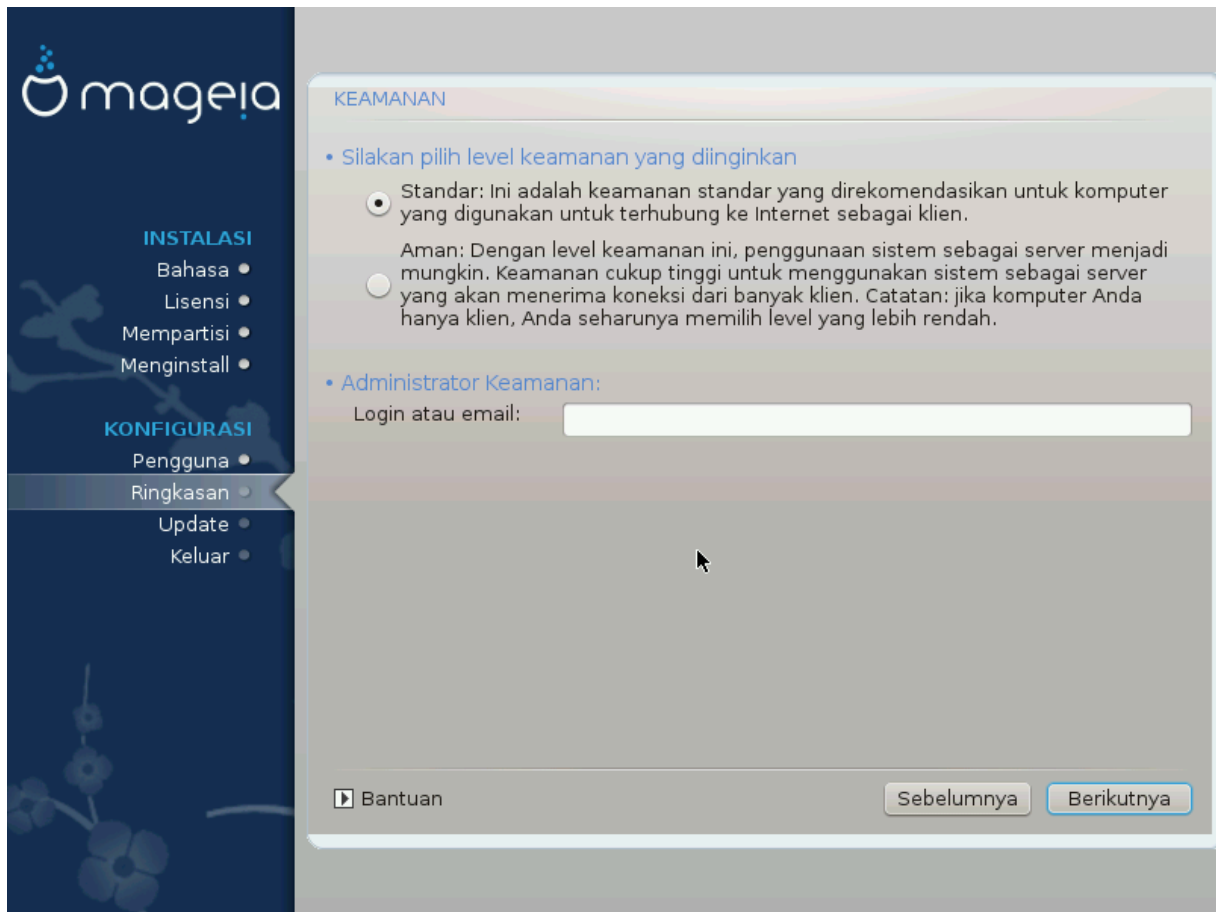 mageia
INSTALASI
Bahasa
Lisensi
Mempartisi
Menginstall
KONFIGURASI
Pengguna
Ringkasan
Update
Keluar
KEAMANAN
• Silakan pilih level keamanan yang diinginkan
Standar: Ini adalah keamanan standar yang direkomendasikan untuk komputer
yang digunakan untuk terhubung ke Internet sebagai klien.
Aman: Dengan level keamanan ini, penggunaan sistem sebagai server menjadi
mungkin. Keamanan cukup tinggi untuk menggunakan sistem sebagai server
yang akan menerima koneksi dari banyak klien. Catatan: jika komputer Anda
hanya klien, Anda seharunya memilih level yang lebih rendah.
• Administrator Keamanan:
Login atau email:
Bantuan
Sebelumnya
Berikutnya